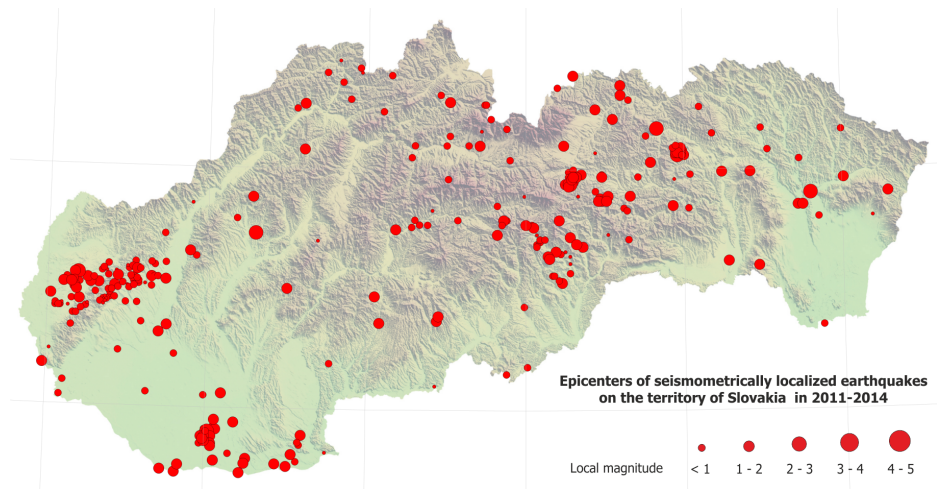 Epicenters of seismometrically localized earthquakes
on the territory of Slovakia in 2011-2014
Local magnitude < 1 1 - 2 2 - 3 3 - 4 4 - 5